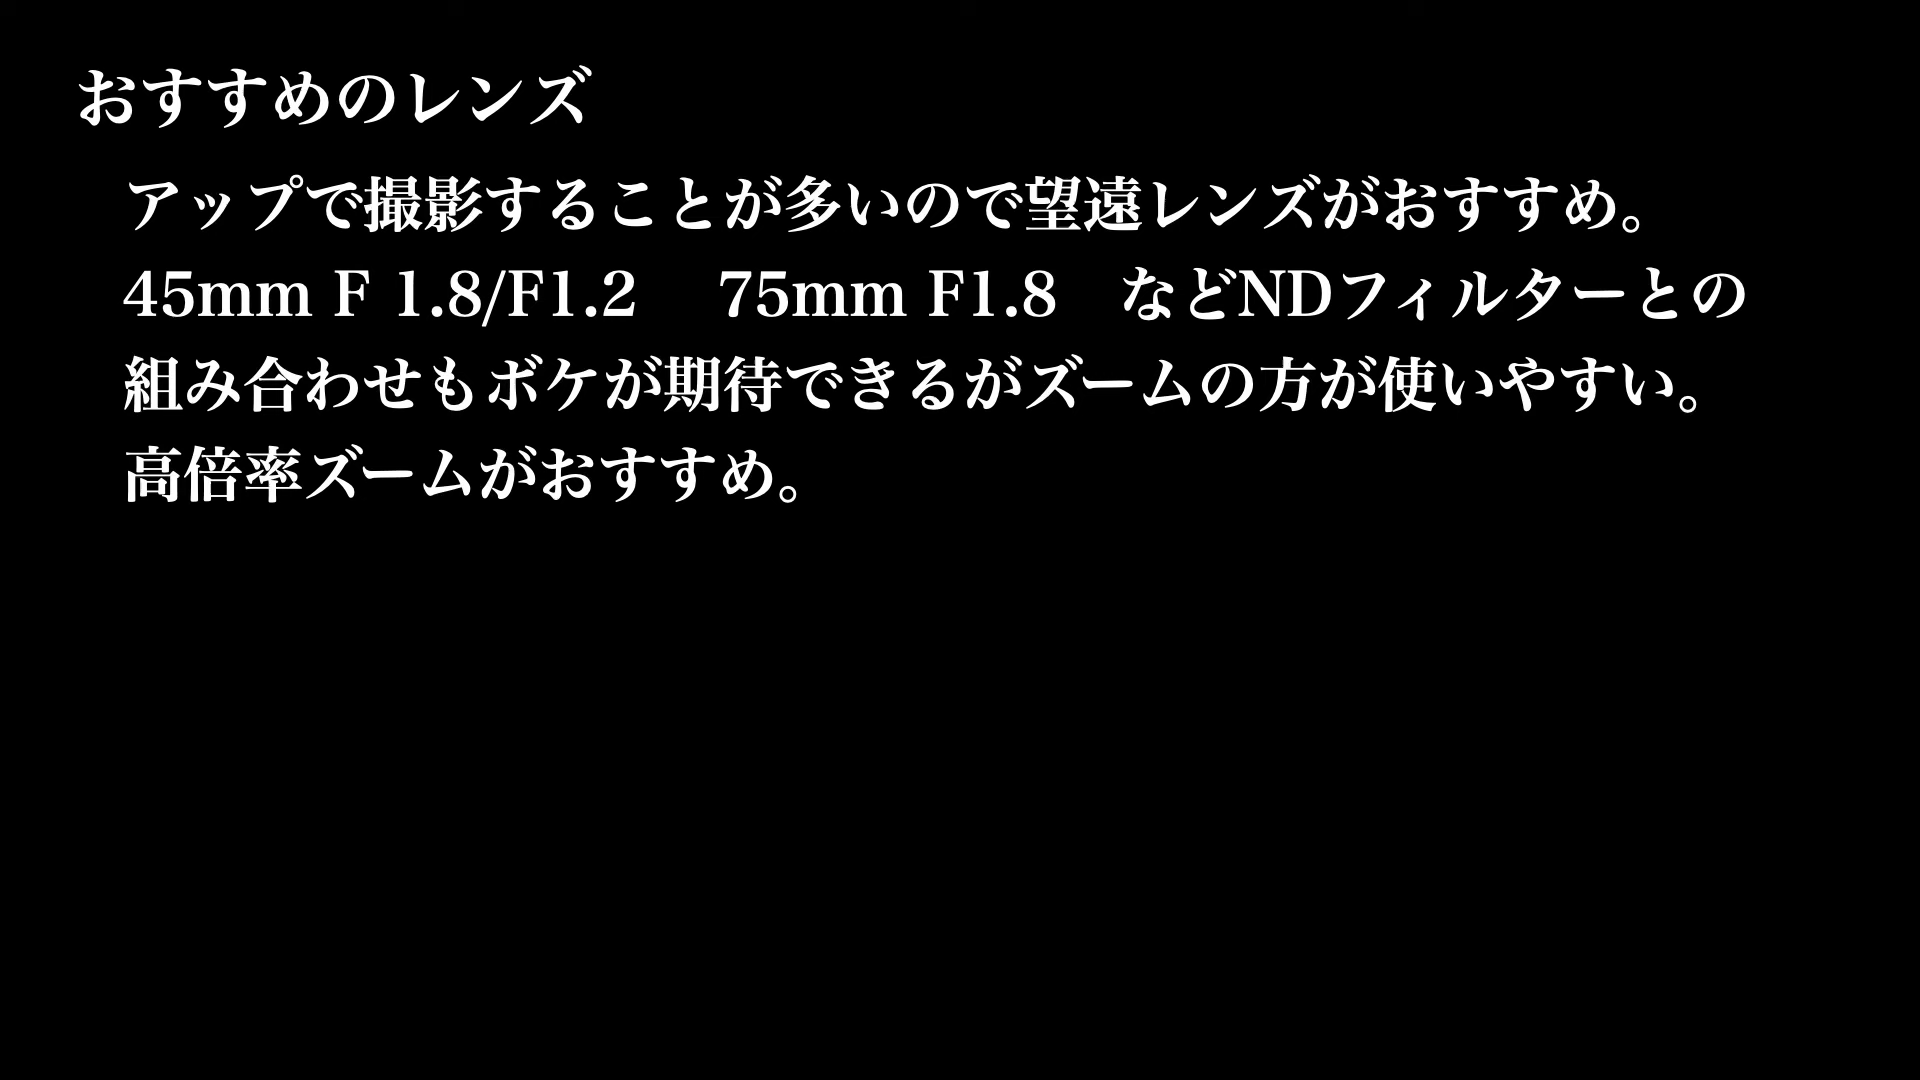 おすすめのレンズ
アップで撮影することが多いので望遠レンズがおすすめ。
45mm F 1.8/F1.2　75mm F1.8　などNDフィルターとの
組み合わせもボケが期待できるがズームの方が使いやすい。
高倍率ズームがおすすめ。